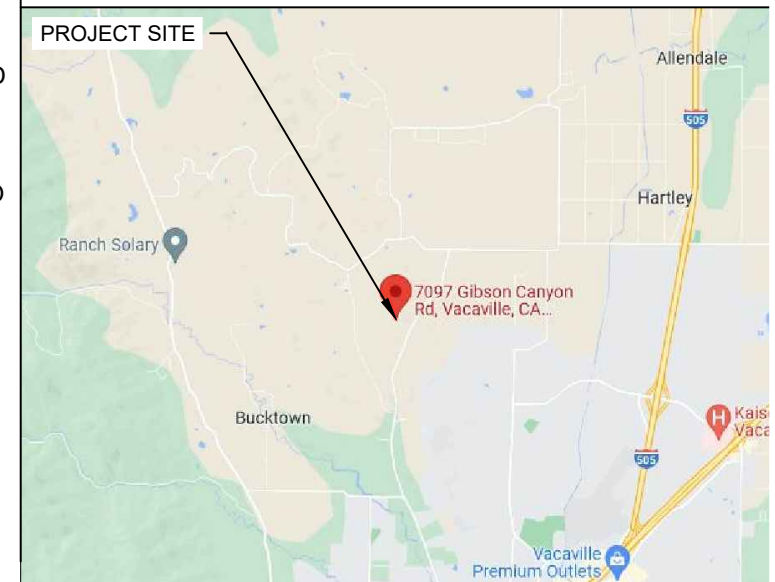 PROJECT SITE
Allendale
505
Hartley
Ranch Solary
7097 Gibson Canyon
Rd, Vacaville, CA...
Bucktown
H
505
Vacaville
Premium Outlets